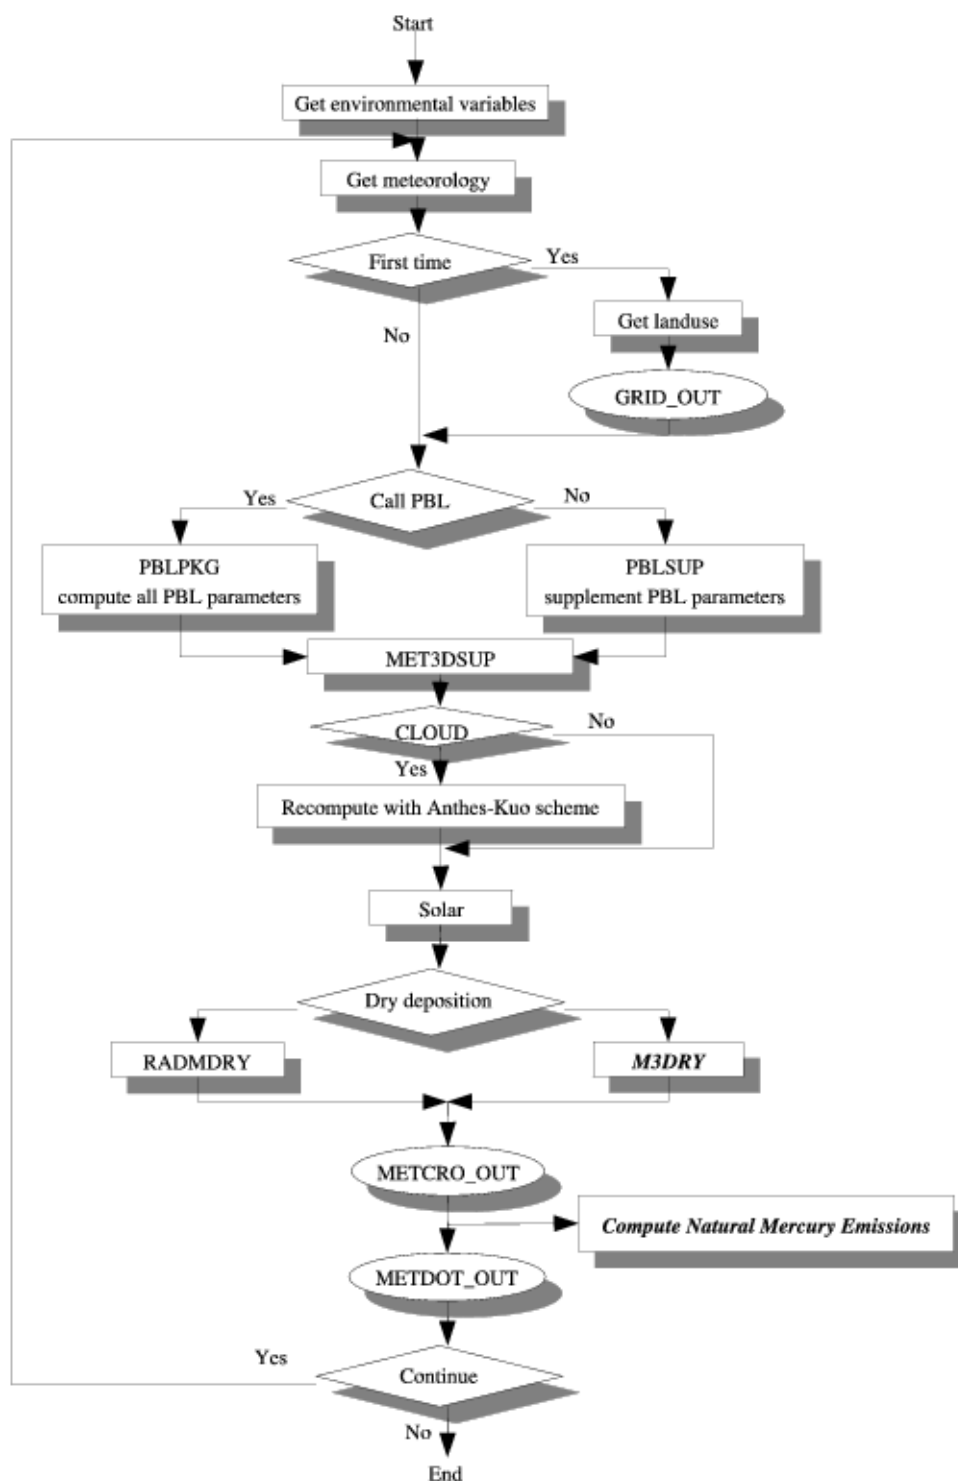 Start
Get environmental variables
Get meteorology
First time
Yes
No
Get landuse
GRID_OUT
Call PBL
Yes
No
PBLPKG
compute all PBL parameters
PBLSUP
supplement PBL parameters
MET3DSUP
CLOUD
No
Yes
Recompute with Anthes-Kuo scheme
Solar
Dry deposition
RADMDRY
M3DRY
METCRO_OUT
Compute Natural Mercury Emissions
METDOT_OUT
Yes
Continue
No
End